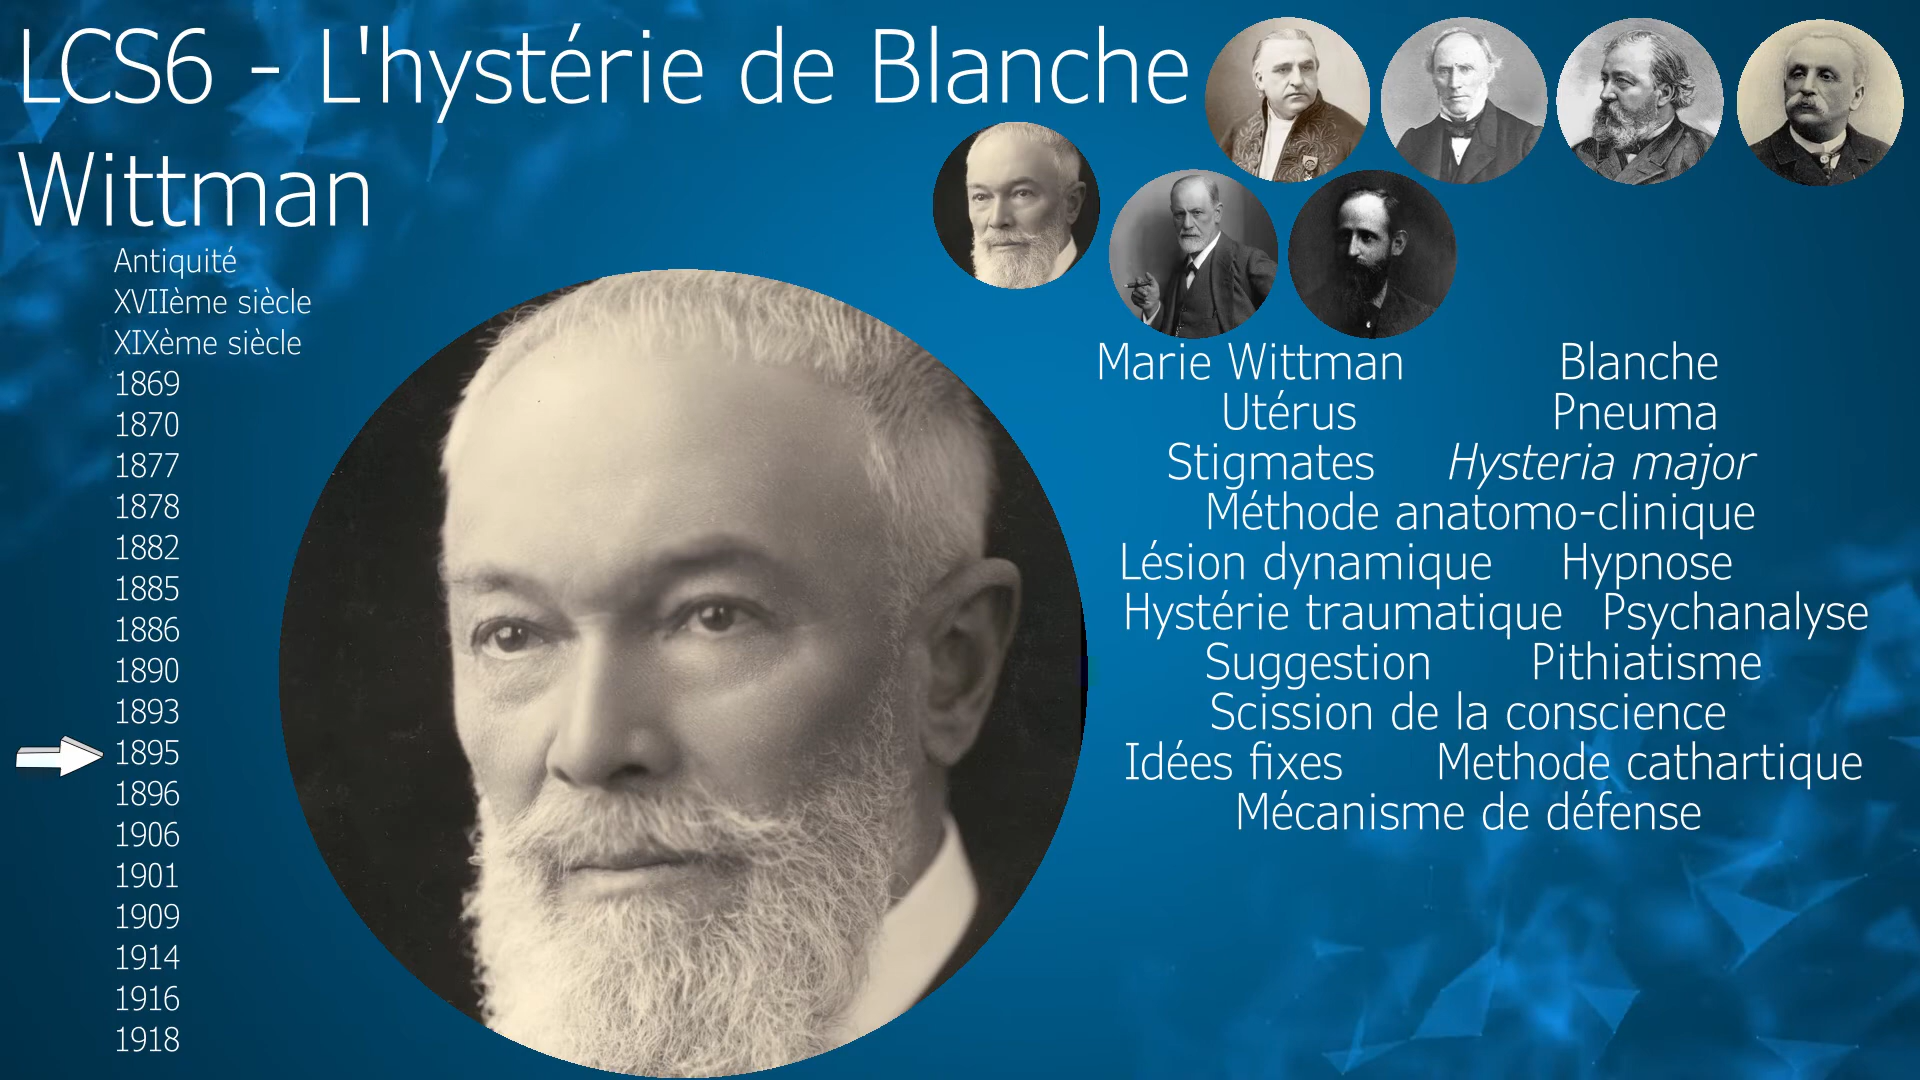 LCS6 - L'hystérie de Blanche
Wittman
Antiquité
XVIIème siècle
XIXème siècle
1869
1870
1877
1878
1882
1885
1886
1890
1893
1895
1896
1906
1901
1909
1914
1916
1918
Marie Wittman Blanche
Utérus Pneuma
Stigmates Hysteria major
Méthode anatomo-clinique
Lésion dynamique Hypnose
Hystérie traumatique Psychanalyse
Suggestion Pithiatisme
Scission de la conscience
Idées fixes Methode cathartique
Mécanisme de défense